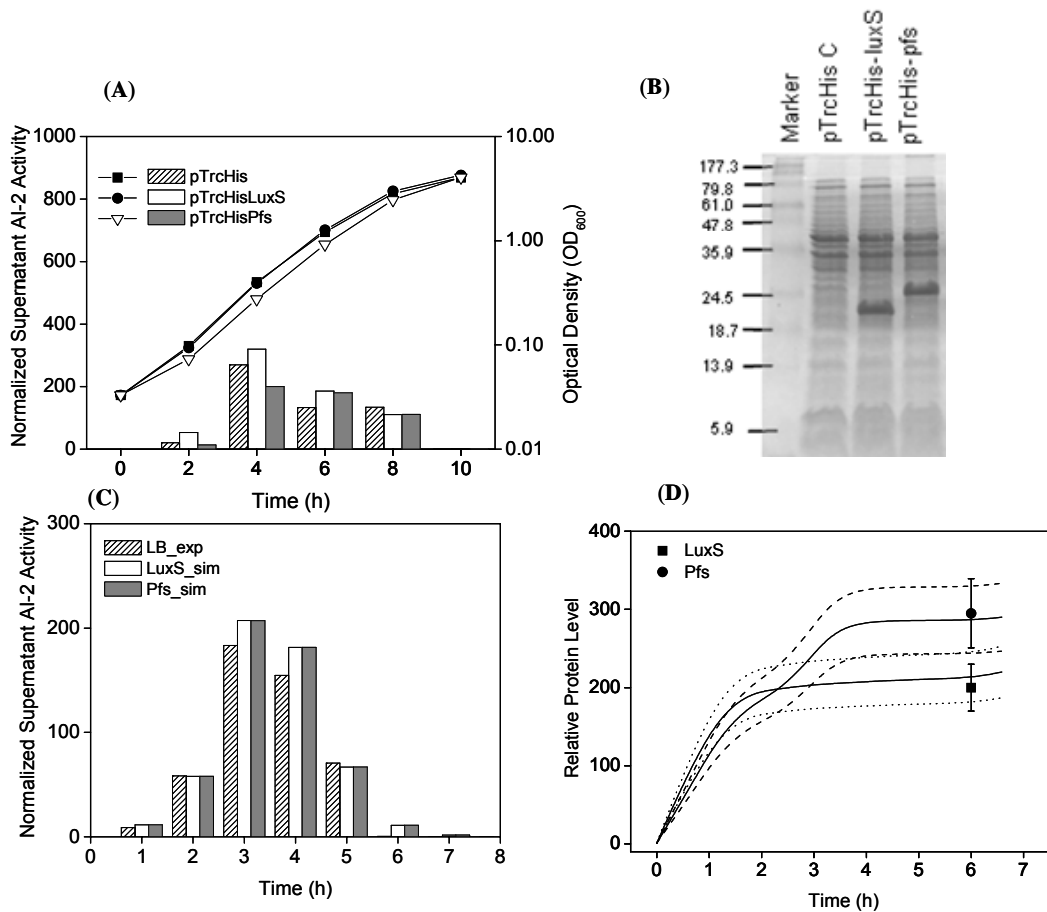 (A)
1000
800
600
400
200
0
Normalized Supernatant AI-2 Activity
pTrcHis
pTrcHisLuxS
pTrcHisPfs
10.00
1.00
0.10
0.01
Optical Density (OD600)
0 2 4 6 8 10
Time (h)
(B)
Marker
pTrcHis C
pTrcHis-luxS
pTrcHis-pfs
177.3
79.8
61.0
47.8
35.9
24.5
18.7
13.9
5.9
(C)
300
200
100
0
Normalized Supernatant AI-2 Activity
LB_exp
LuxS_sim
Pfs_sim
0 1 2 3 4 5 6 7 8
Time (h)
(D)
400
300
200
100
0
Relative Protein Level
LuxS
Pfs
0 1 2 3 4 5 6 7
Time (h)